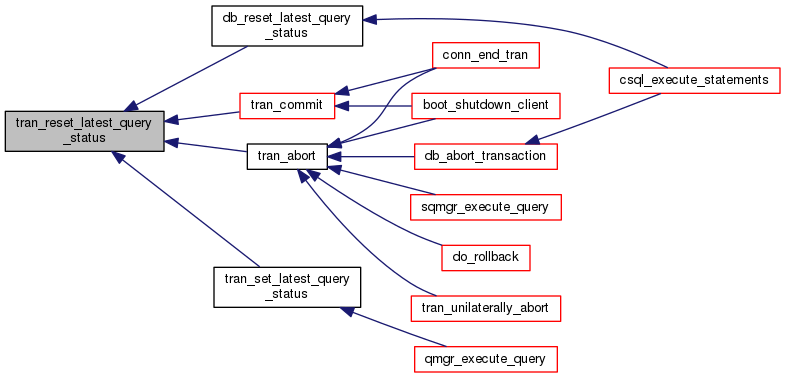 db_reset_latest_query
_status
conn_end_tran
csql_execute_statements
tran_commit
boot_shutdown_client
tran_reset_latest_query
_status
tran_abort
db_abort_transaction
sqmgr_execute_query
do_rollback
tran_set_latest_query
_status
tran_unilaterally_abort
qmgr_execute_query